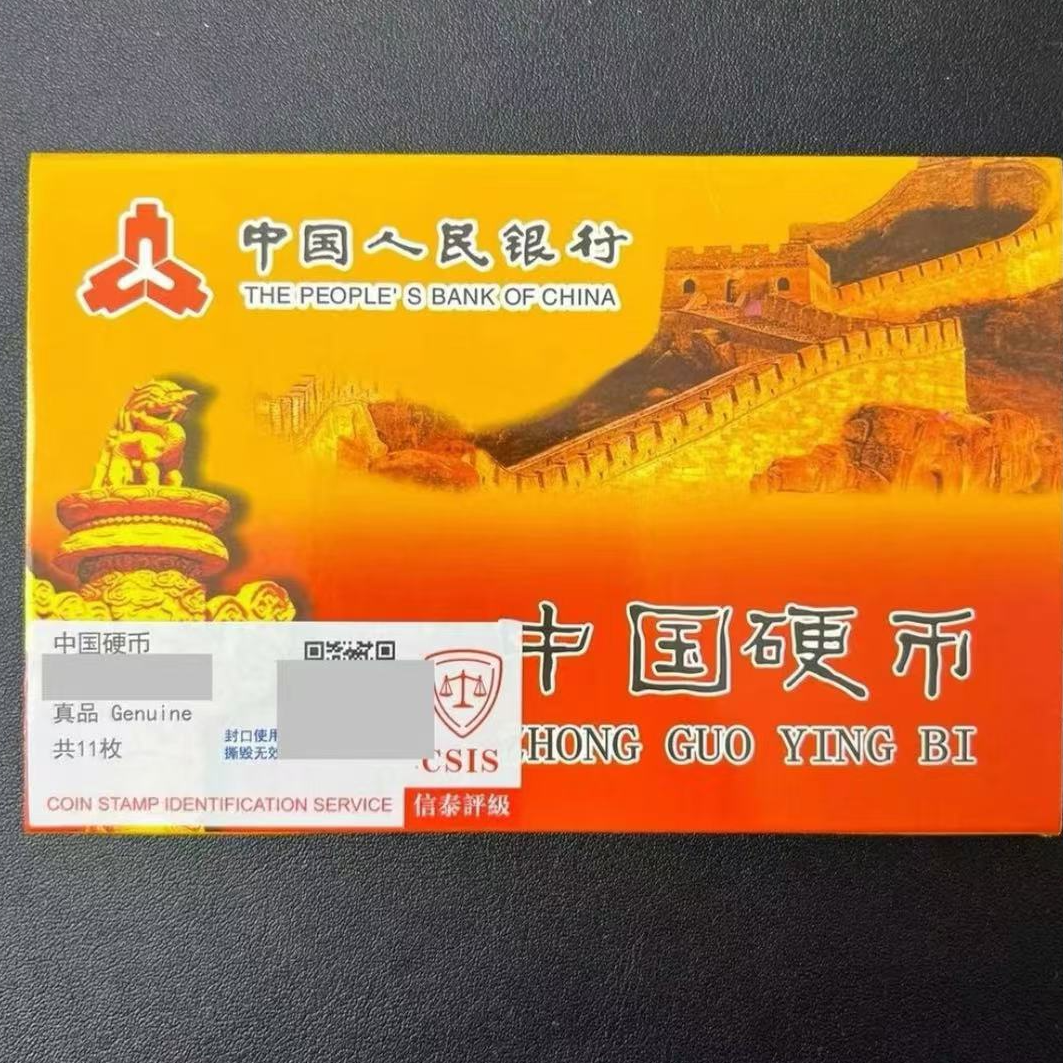 中国人民银行
THE PEOPLE' S BANK OF CHINA
中国硬币
ZHONG GUO YING BI
中国硬币
真品 Genuine
共11枚
封口使用
撕毁无效
CSIS
COIN STAMP IDENTIFICATION SERVICE
信泰評級